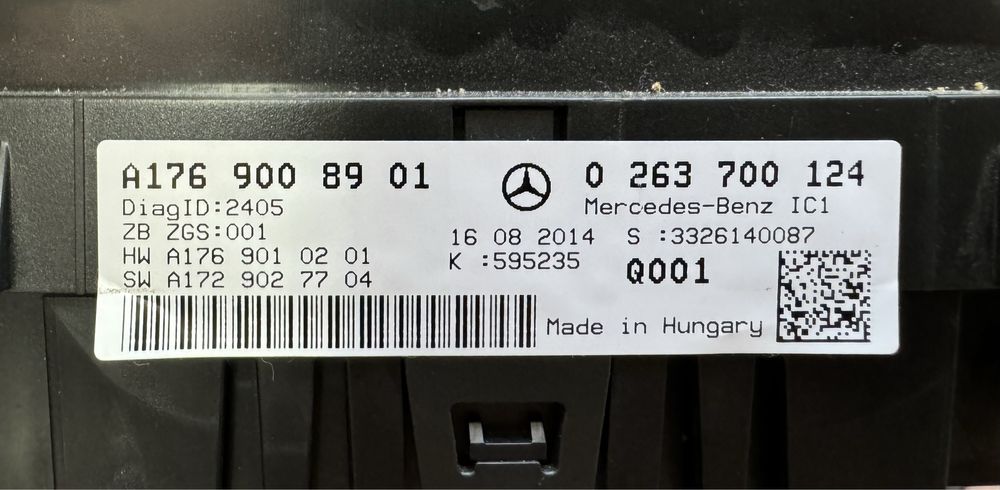 A176 900 89 01
0 263 700 124
DiagID:2405
Mercedes-Benz IC1
ZB ZGS:001
16 08 2014 S :3326140087
HW A176 901 02 01
K :595235
Q001
SW A172 902 77 04
Made in Hungary